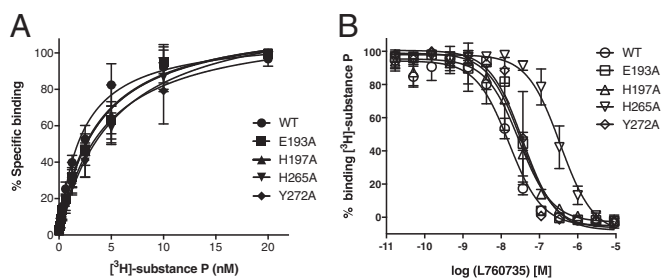 A
% Specific binding
100
80
60
40
20
0
0
5
10
15
20
[³H]-substance P (nM)
WT
E193A
H197A
H265A
Y272A
B
% binding [³H]-substance P
100
80
60
40
20
0
-11
-10
-9
-8
-7
-6
-5
log (L760735) [M]
WT
E193A
H197A
H265A
Y272A